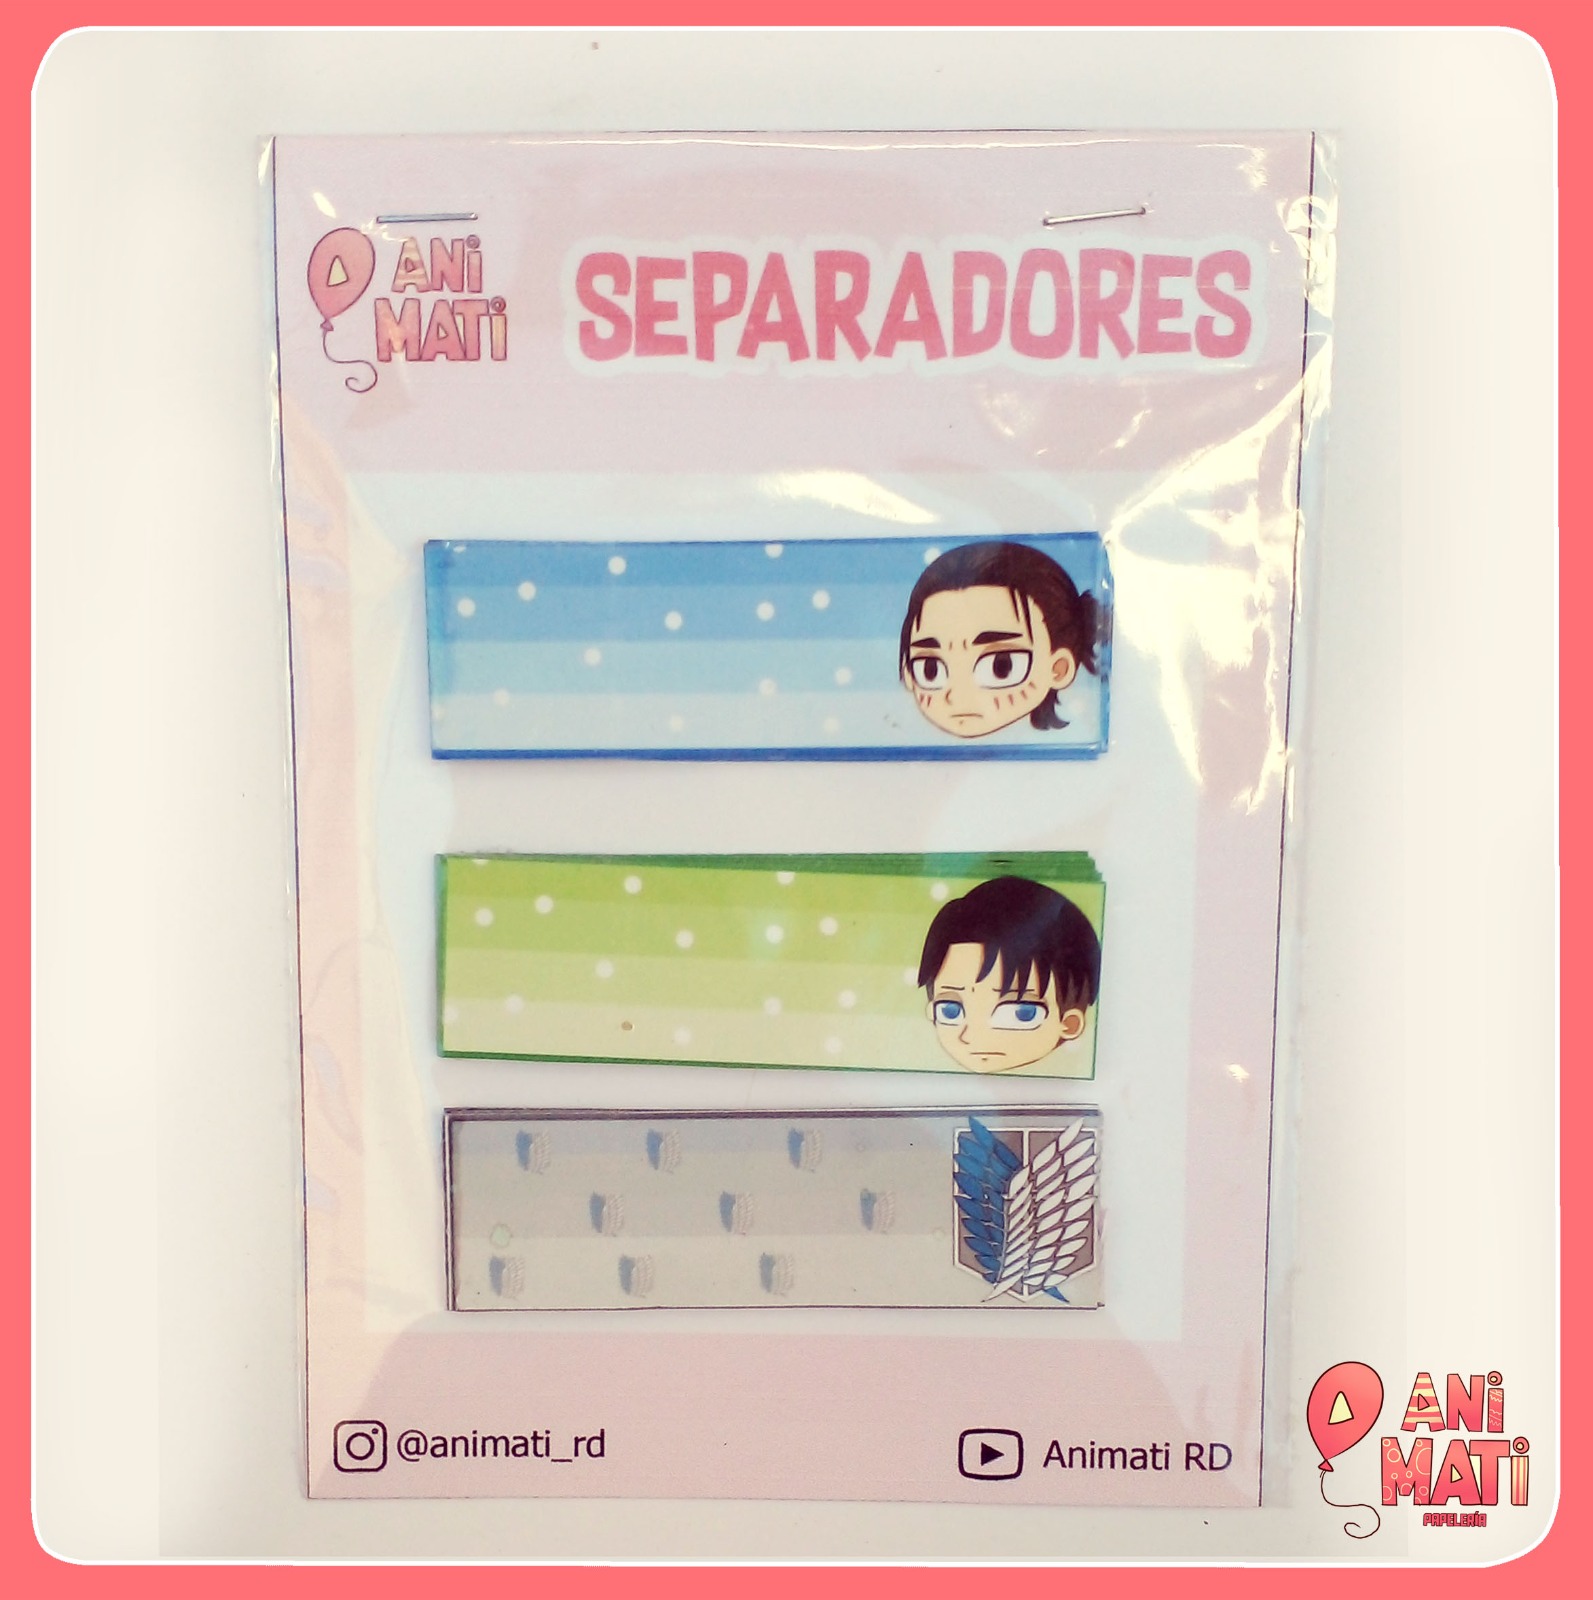 ANi
MATi
SEPARADORES
@animati_rd
Animati RD
ANi
MATi
PAPELERÍA